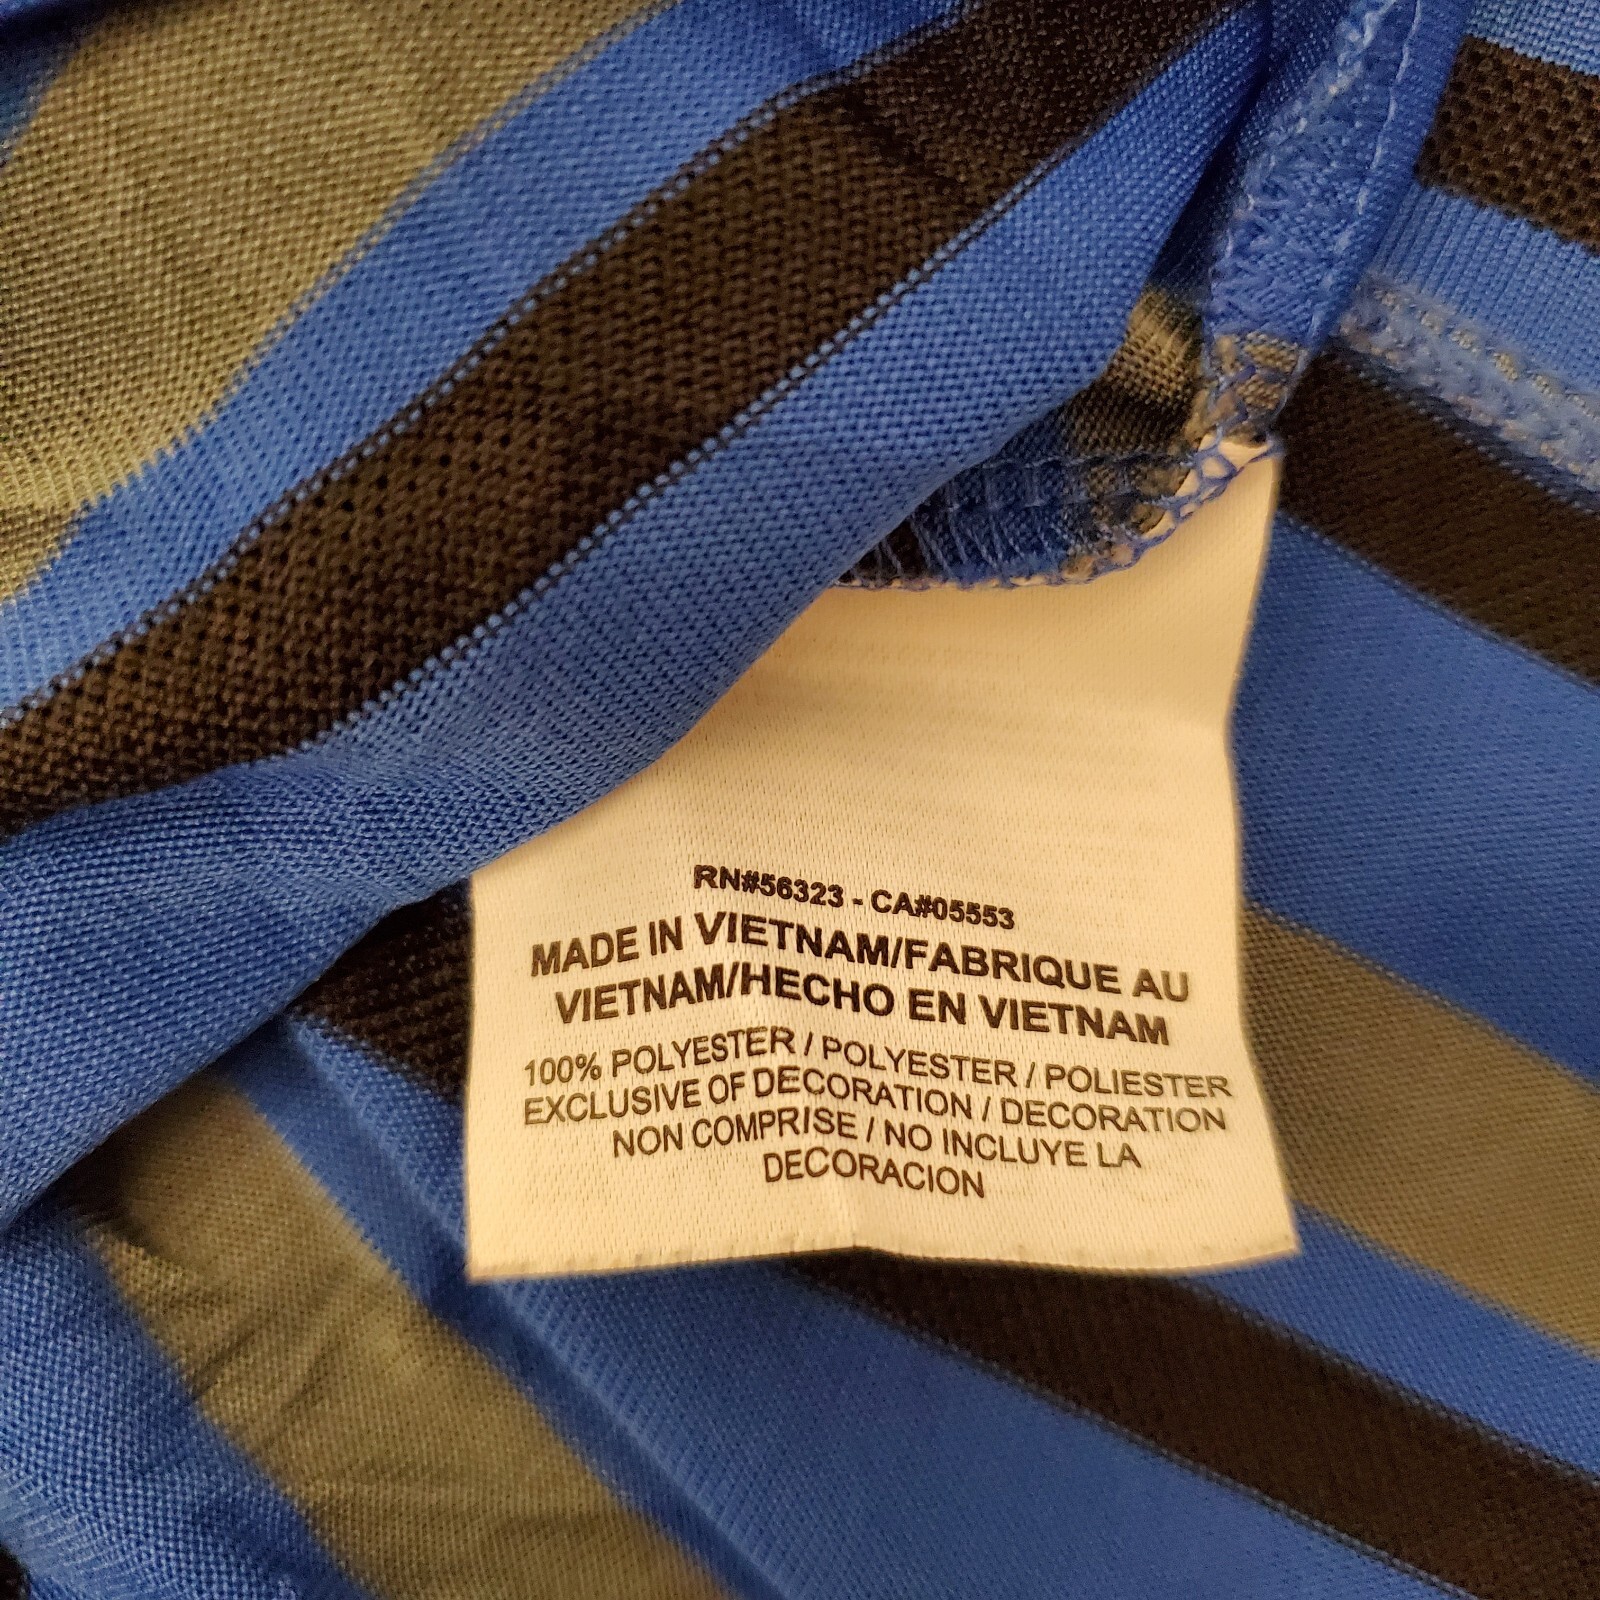 RN#56323 - CA#05553
MADE IN VIETNAM/FABRIQUE AU
VIETNAM/HECHO EN VIETNAM
100% POLYESTER / POLYESTER / POLIESTER
EXCLUSIVE OF DECORATION / DECORATION
NON COMPRISE / NO INCLUYE LA
DECORACION